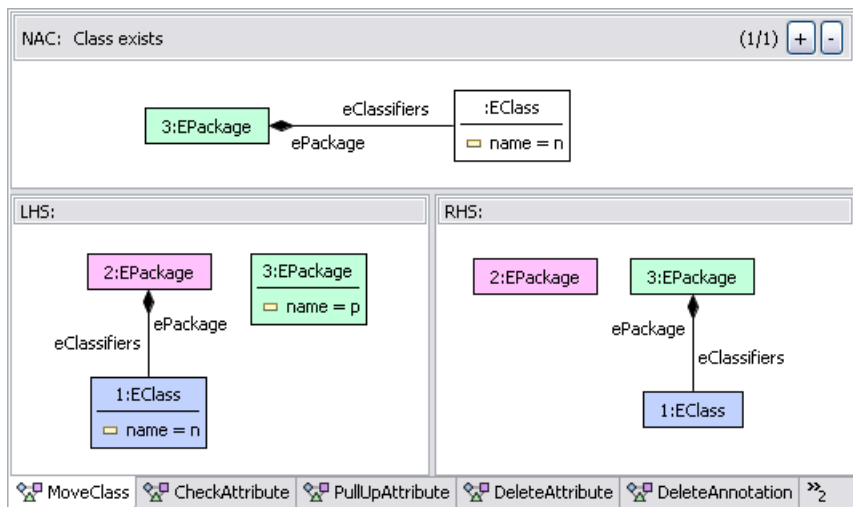 NAC: Class exists (1/1) + -
3:EPackage
eClassifiers
ePackage
:EClass
name = n
LHS:
2:EPackage
3:EPackage
name = p
ePackage
eClassifiers
1:EClass
name = n
RHS:
2:EPackage
3:EPackage
ePackage
eClassifiers
1:EClass
MoveClass CheckAttribute PullUpAttribute DeleteAttribute DeleteAnnotation »2